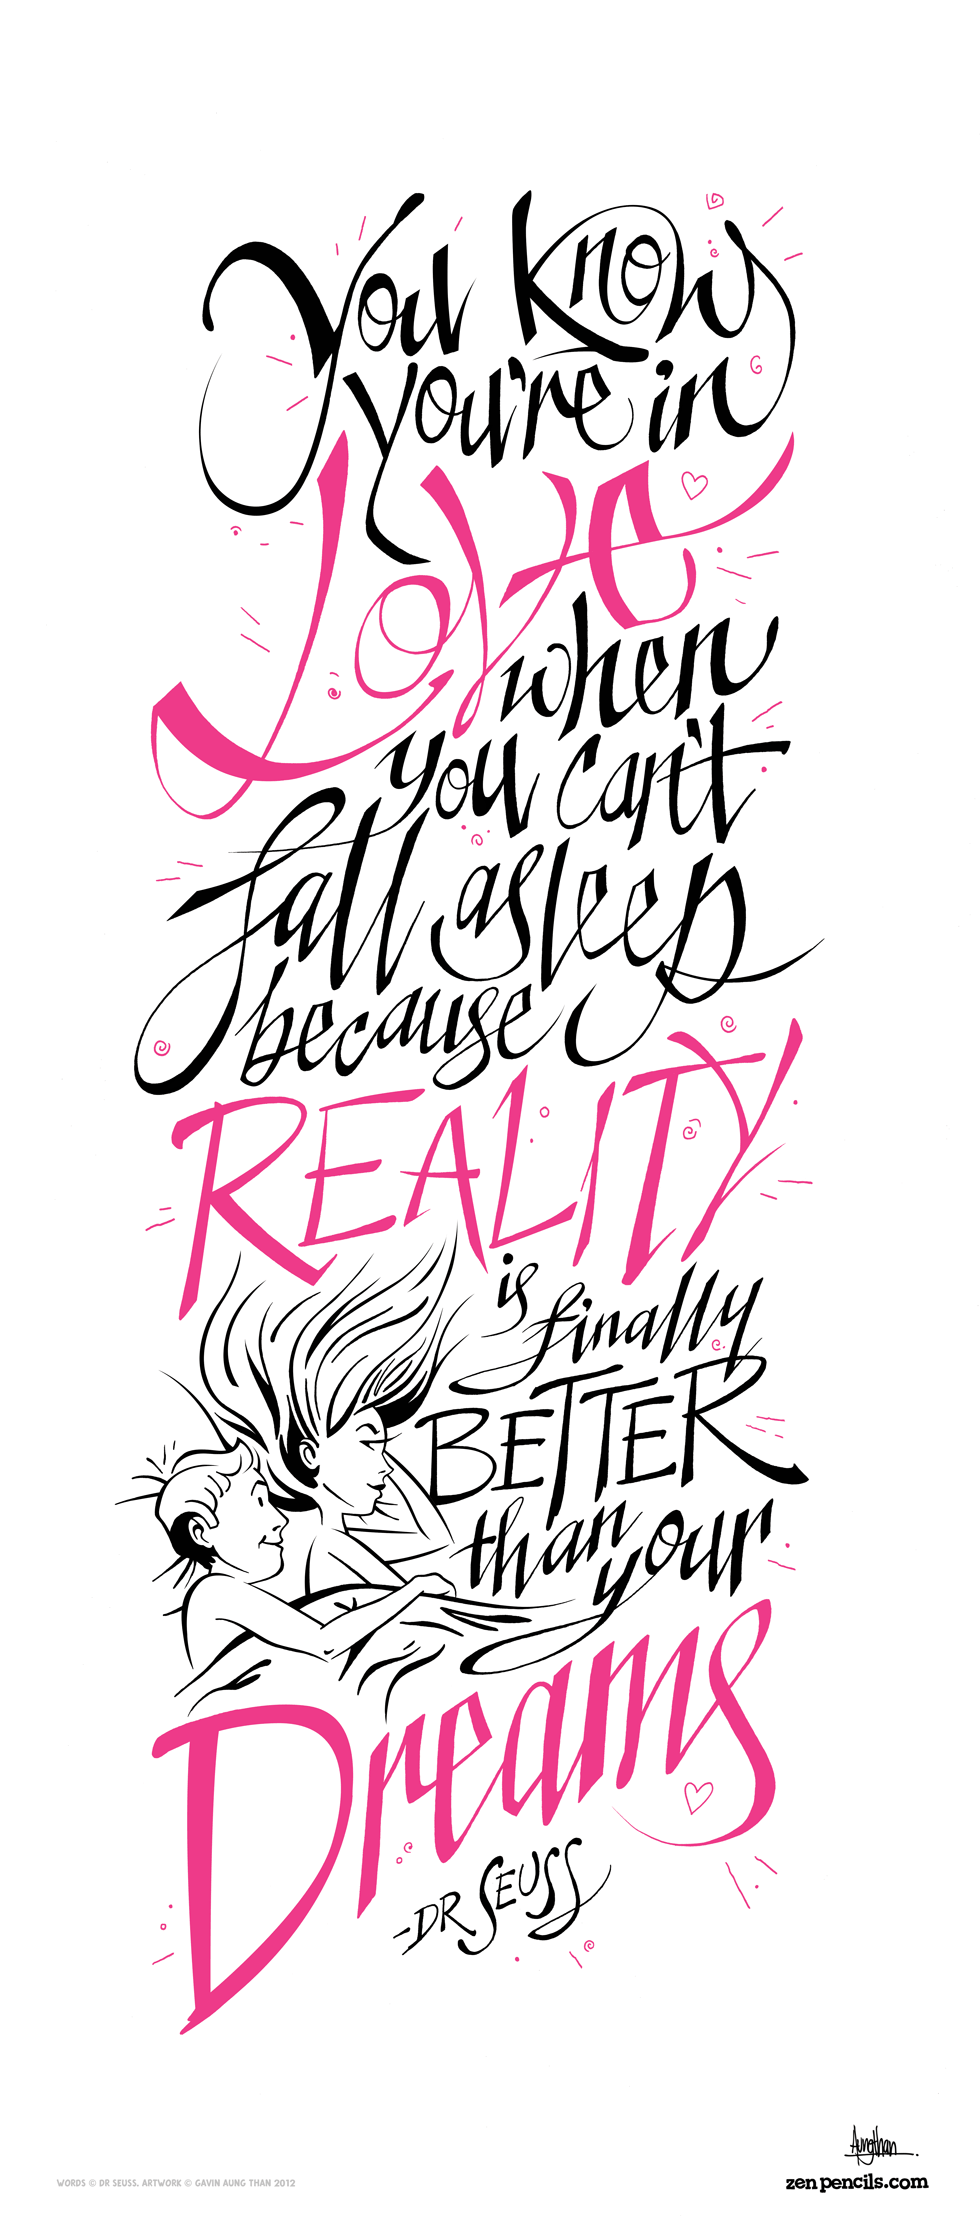 You know
you're in
Love
when
you can't
fall asleep
because
REALITY
is
finally
BETTER
than
your
Dreams
-DR SEUSS
Aungthan
WORDS © DR SEUSS. ARTWORK © GAVIN AUNG THAN 2012
zenpencils.com